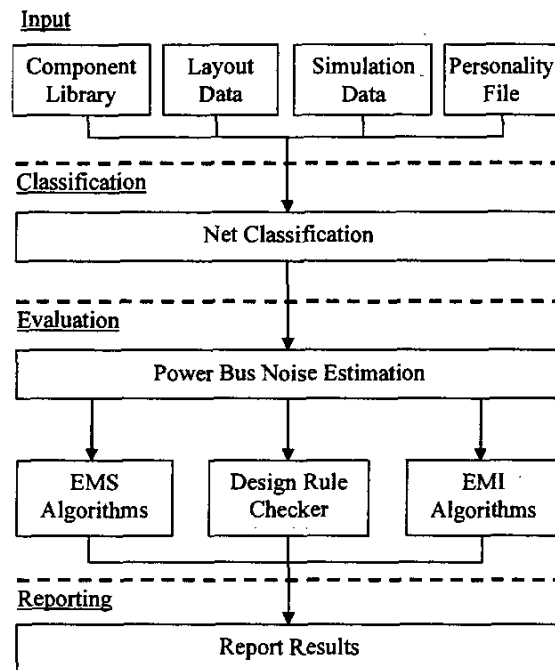 Input
Component
Library
Layout
Data
Simulation
Data
Personality
File
Classification
Net Classification
Evaluation
Power Bus Noise Estimation
EMS
Algorithms
Design Rule
Checker
EMI
Algorithms
Reporting
Report Results